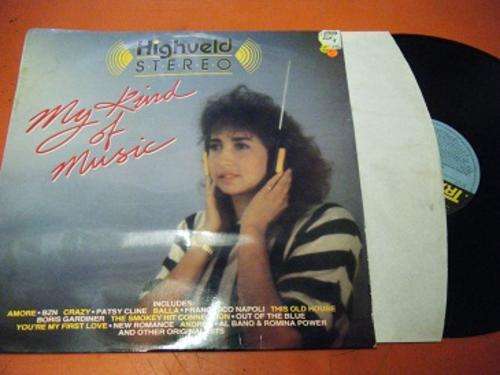 Highveld
STEREO
My Kind
of
Music
INCLUDES:
AMORE • BZN CRAZY • PATSY CLINE DALLA • FRANCESCO NAPOLI THIS OLD HOUSE
BORIS GARDINER THE SMOKEY HIT CONNECTION • OUT OF THE BLUE
YOU'RE MY FIRST LOVE • NEW ROMANCE • AL BANO & ROMINA POWER
AND OTHER ORIGINAL HITS